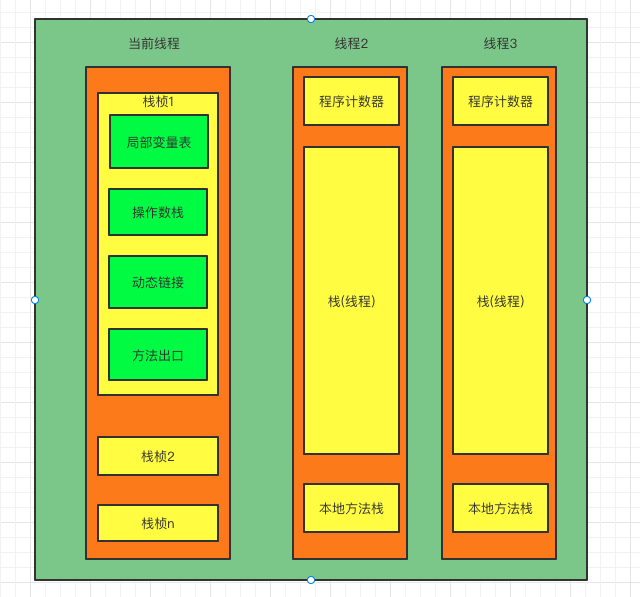 当前线程
栈桢1
局部变量表
操作数栈
动态链接
方法出口
栈桢2
栈桢n
线程2
程序计数器
栈(线程)
本地方法栈
线程3
程序计数器
栈(线程)
本地方法栈